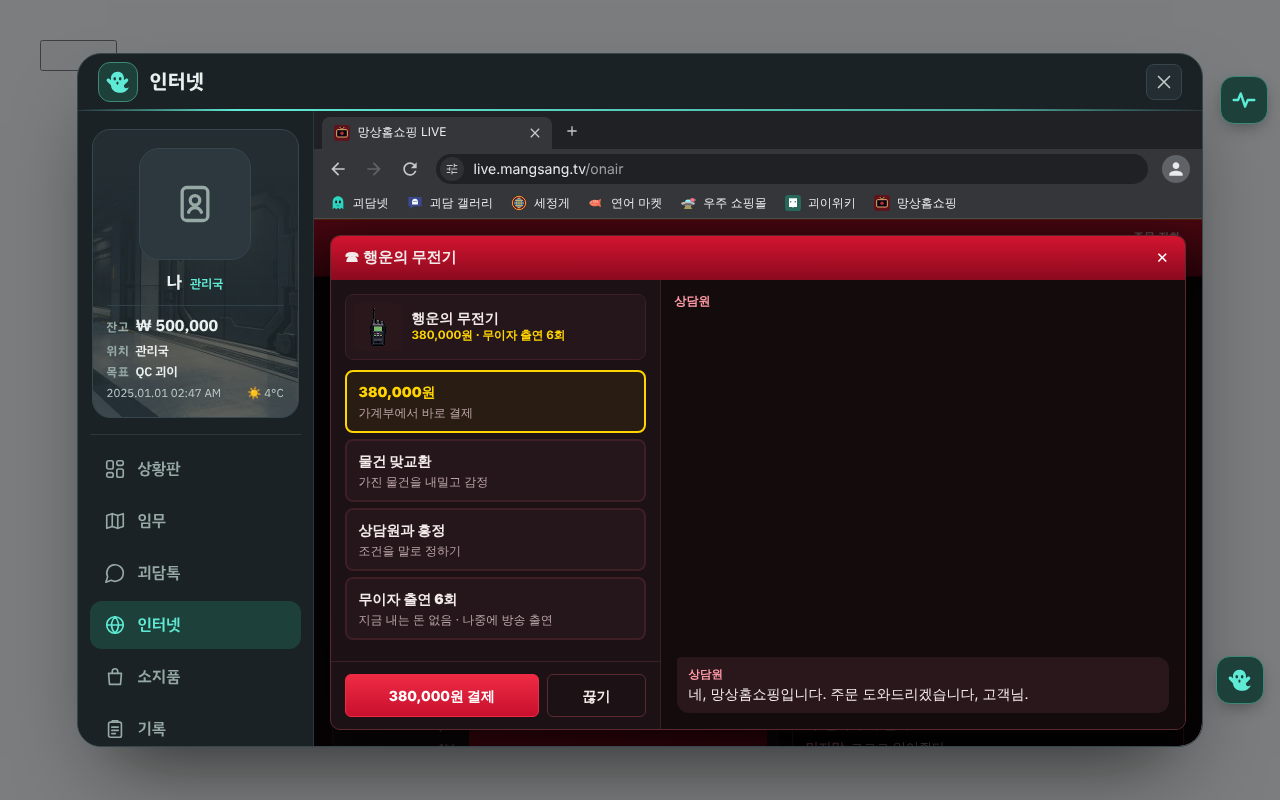 인터넷
망상홈쇼핑 LIVE
live.mangsang.tv/onair
괴담넷
괴담 갤러리
세정게
연어 마켓
우주 쇼핑몰
괴이위키
망상홈쇼핑
나 관리국
잔고 ₩ 500,000
위치 관리국
목표 QC 괴이
2025.01.01 02:47 AM
4°C
상황판
임무
괴담톡
인터넷
소지품
기록
☎ 행운의 무전기
행운의 무전기
380,000원 · 무이자 출연 6회
380,000원
가계부에서 바로 결제
물건 맞교환
가진 물건을 내밀고 감정
상담원과 흥정
조건을 말로 정하기
무이자 출연 6회
지금 내는 돈 없음 · 나중에 방송 출연
380,000원 결제
끊기
상담원
상담원
네, 망상홈쇼핑입니다. 주문 도와드리겠습니다, 고객님.